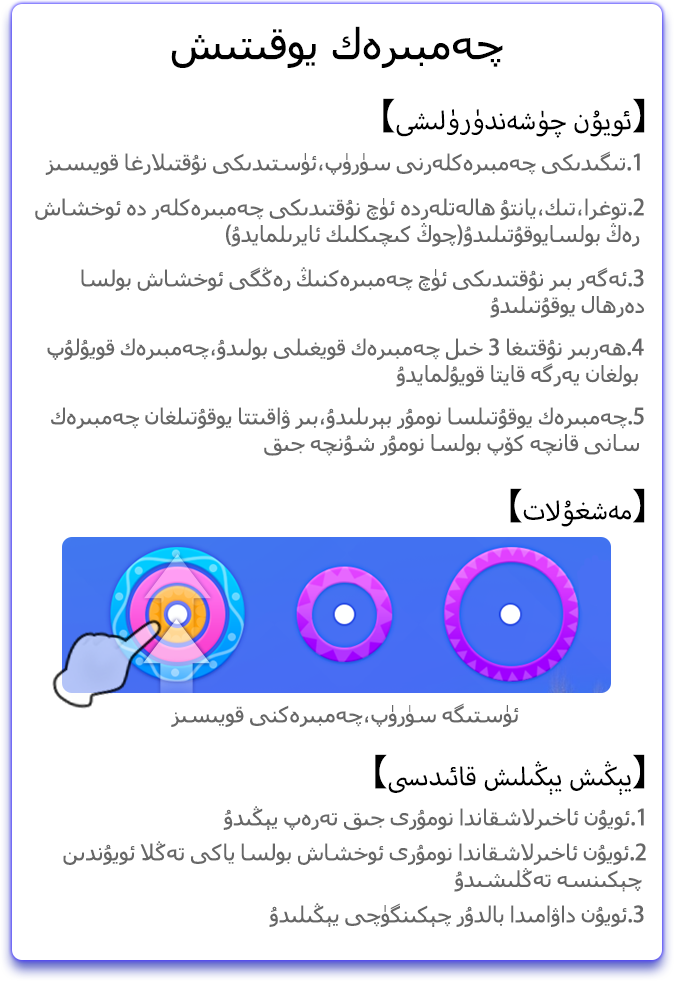 چەمبىرەك يوقىتىش
【ئويۇن چۈشەندۈرۈلىشى】
1.تىگىدىكى چەمبىرەكلەرنى سۈرۈپ،ئۈستىدىكى نۇقتىلارغا قويىسىز
2.توغرا،تىك،يانتۇ ھالەتلەردە ئۈچ نۇقتىدىكى چەمبىرەكلەر دە ئوخشاش
رەڭ بولسايوقۇتىلىدۇ(چوڭ كىچىكلىك ئايرىلمايدۇ)
3.ئەگەر بىر نۇقتىدىكى ئۈچ چەمبىرەكنىڭ رەڭگى ئوخشاش بولسا
دەرھال يوقۇتىلىدۇ
4.ھەربىر نۇقتىغا 3 خىل چەمبىرەك قويغىلى بولىدۇ،چەمبىرەك قويۇلۇپ
بولغان يەرگە قايتا قويۇلمايدۇ
5.چەمبىرەك يوقۇتىلسا نومۇر بېرىلىدۇ،بىر ۋاقىتتا يوقۇتىلغان چەمبىرەك
سانى قانچە كۆپ بولسا نومۇر شۇنچە جىق
【مەشغۇلات】
ئۈستىگە سۈرۈپ،چەمبىرەكنى قويىسىز
【يېڭىش يېڭىلىش قائىدىسى】
1.ئويۇن ئاخىرلاشقاندا نومۇرى جىق تەرەپ يېڭىدۇ
2.ئويۇن ئاخىرلاشقاندا نومۇرى ئوخشاش بولسا ياكى تەڭلا ئويۇندىن
چېكىنسە تەڭلىشىدۇ
3.ئويۇن داۋامىدا بالدۇر چېكىنگۈچى يېڭىلىدۇ